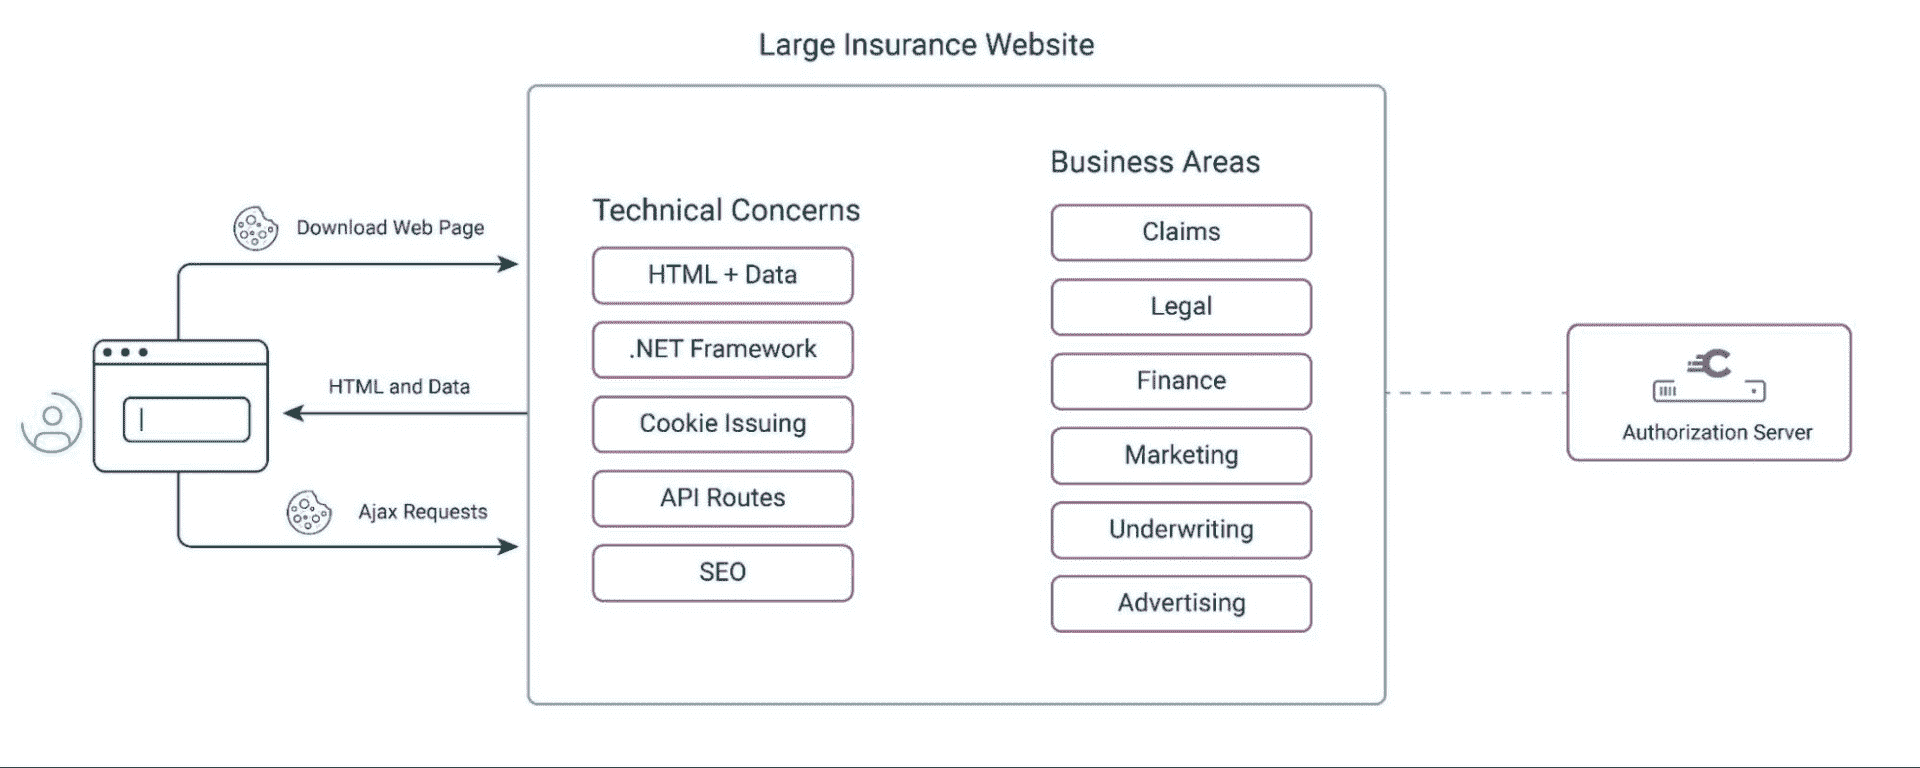 Large Insurance Website
Download Web Page
HTML and Data
Ajax Requests
Technical Concerns
HTML + Data
.NET Framework
Cookie Issuing
API Routes
SEO
Business Areas
Claims
Legal
Finance
Marketing
Underwriting
Advertising
Authorization Server